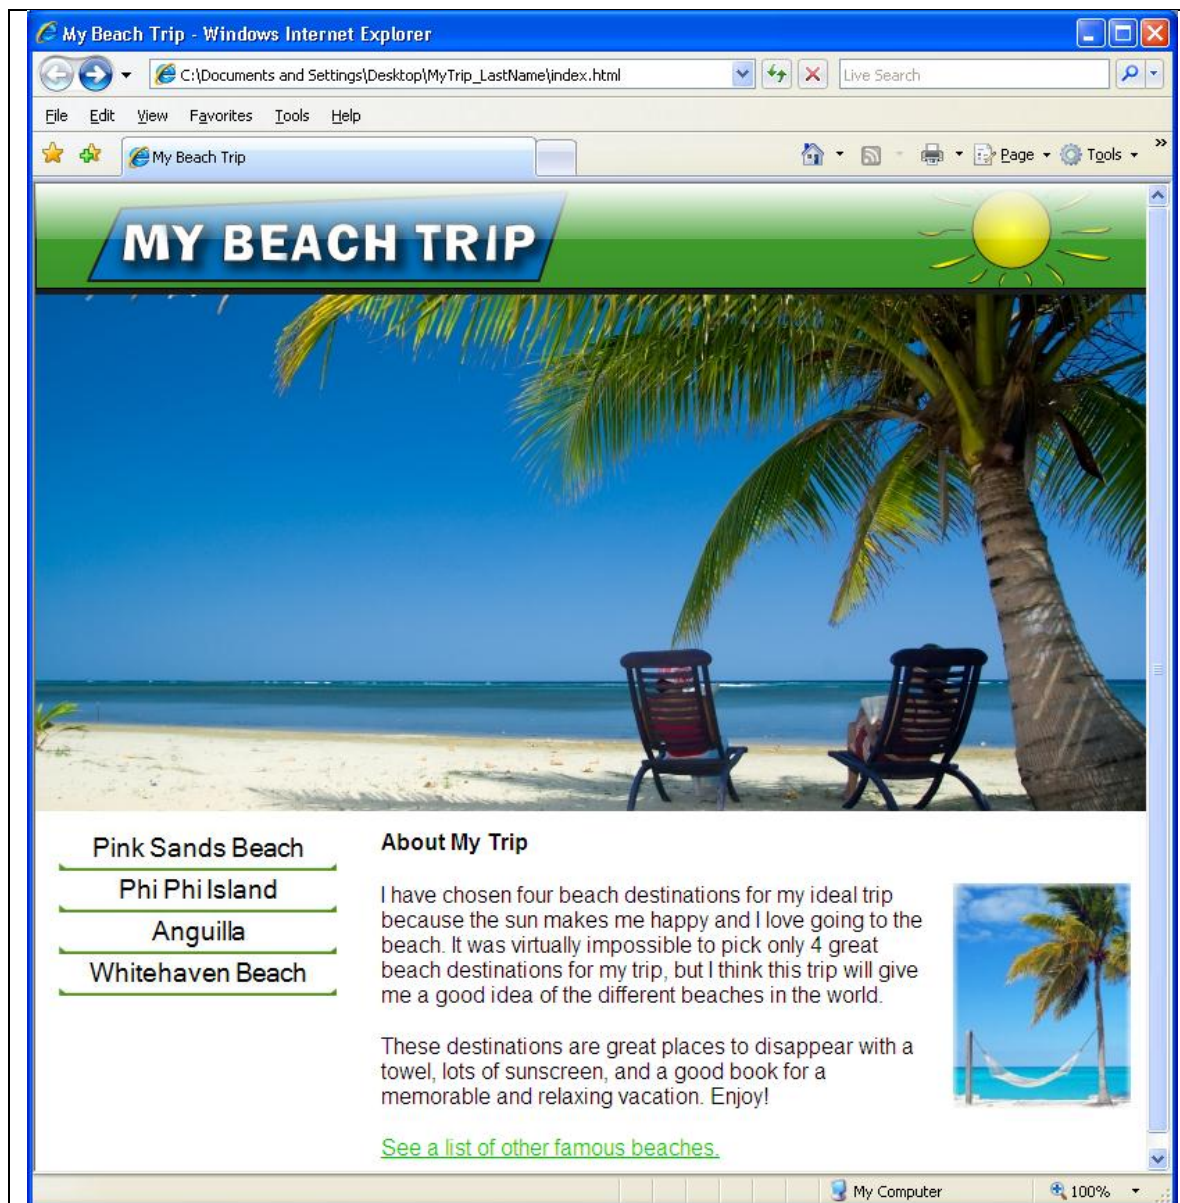 My Beach Trip - Windows Internet Explorer
C:\Documents and Settings\Desktop\MyTrip_LastName\index.html
Live Search
File Edit View Favorites Tools Help
My Beach Trip
Page Tools »
MY BEACH TRIP
Pink Sands Beach
Phi Phi Island
Anguilla
Whitehaven Beach
About My Trip
I have chosen four beach destinations for my ideal trip
because the sun makes me happy and I love going to the
beach. It was virtually impossible to pick only 4 great
beach destinations for my trip, but I think this trip will give
me a good idea of the different beaches in the world.
These destinations are great places to disappear with a
towel, lots of sunscreen, and a good book for a
memorable and relaxing vacation. Enjoy!
See a list of other famous beaches.
My Computer
100%